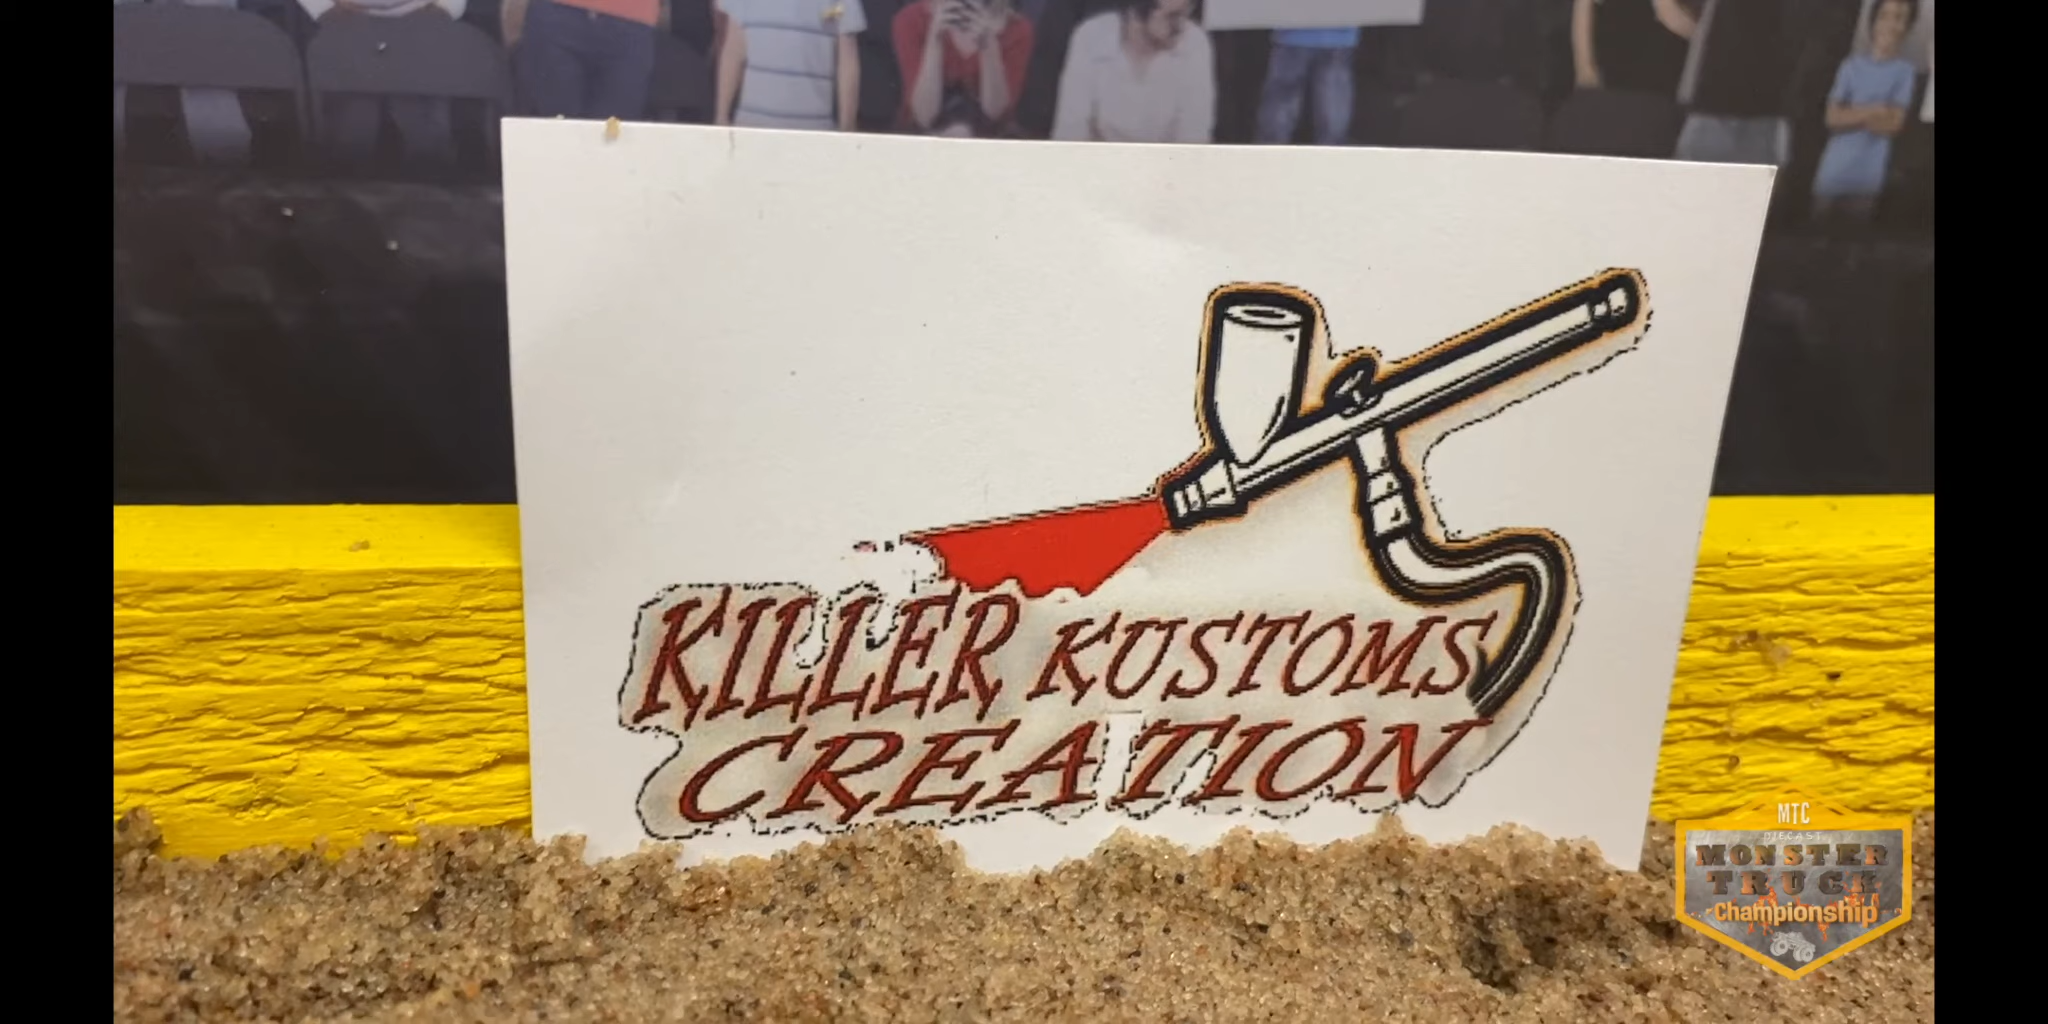 KILLER KUSTOMS
CREATION
MTC
DIECAST
MONSTER
TRUCK
Championship